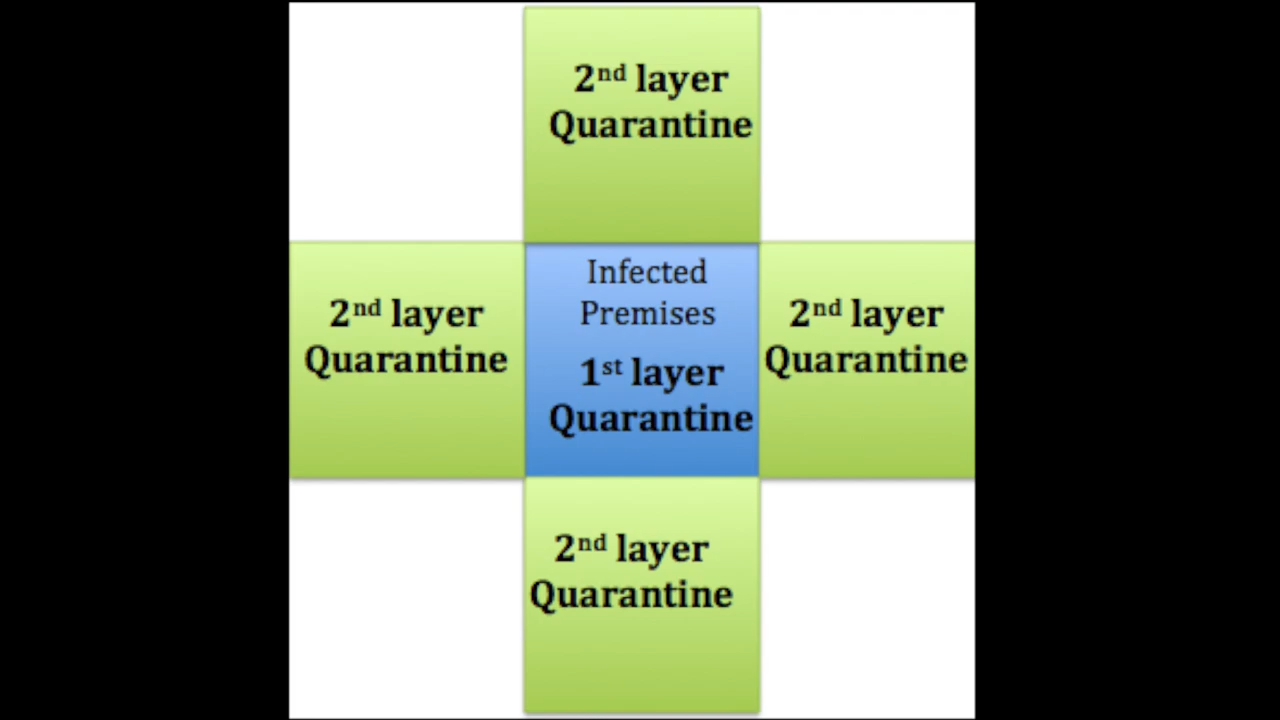 2nd layer
Quarantine
2nd layer
Quarantine
Infected
Premises
1st layer
Quarantine
2nd layer
Quarantine
2nd layer
Quarantine